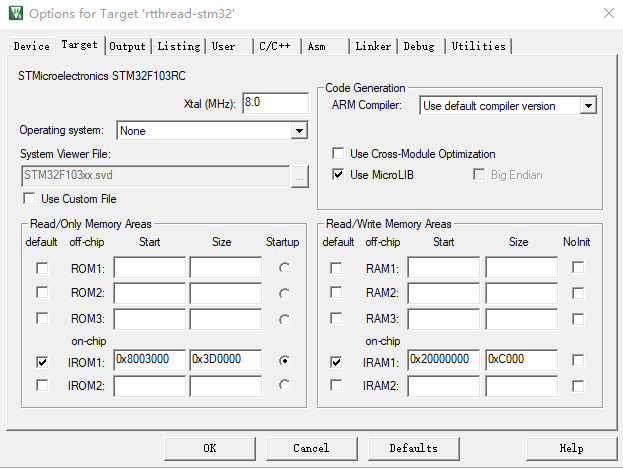 Options for Target 'rtthread-stm32'
Device Target Output Listing User C/C++ Asm Linker Debug Utilities
STMicroelectronics STM32F103RC
Xtal (MHz): 8.0
Operating system: None
System Viewer File:
STM32F103xx.svd ...
Use Custom File
Code Generation
ARM Compiler: Use default compiler version
Use Cross-Module Optimization
Use MicroLIB Big Endian
Read/Only Memory Areas
default off-chip Start Size Startup
ROM1:
ROM2:
ROM3:
on-chip
IROM1: 0x8003000 0x3D0000
IROM2:
Read/Write Memory Areas
default off-chip Start Size NoInit
RAM1:
RAM2:
RAM3:
on-chip
IRAM1: 0x20000000 0xC000
IRAM2:
OK Cancel Defaults Help